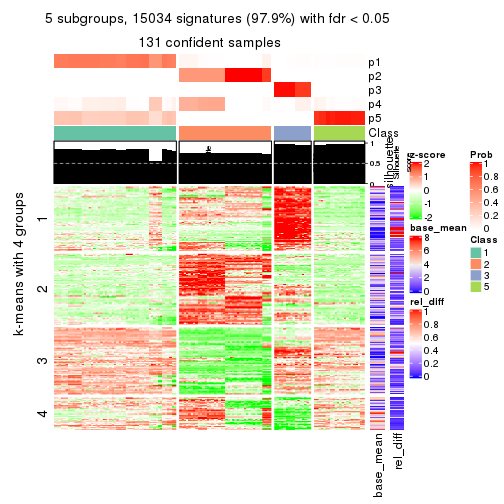 5 subgroups, 15034 signatures (97.9%) with fdr < 0.05
131 confident samples
p1
p2
p3
p4
p5
Class
1
0.5
0
Silhouette
k-means with 4 groups
1
2
3
4
base_mean
rel_diff
z-score
2
1
0
-1
-2
base_mean
8
6
4
2
0
rel_diff
1
0.8
0.6
0.4
0.2
0
Prob
1
0.8
0.6
0.4
0.2
0
Class
1
2
3
5